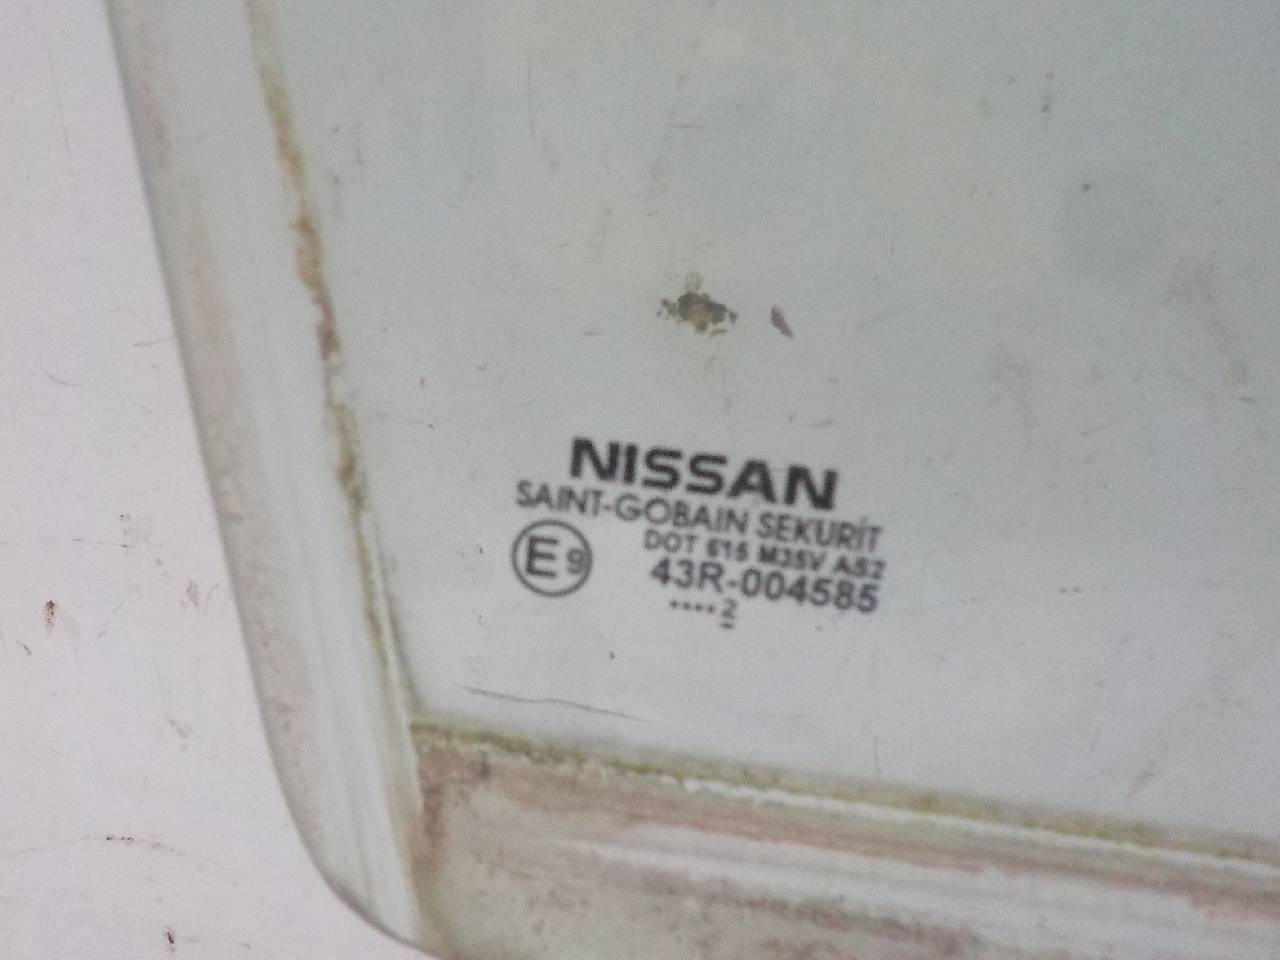 NISSAN
SAINT-GOBAIN SEKURIT
E9
DOT 615 M35V AS2
43R-004585
····2